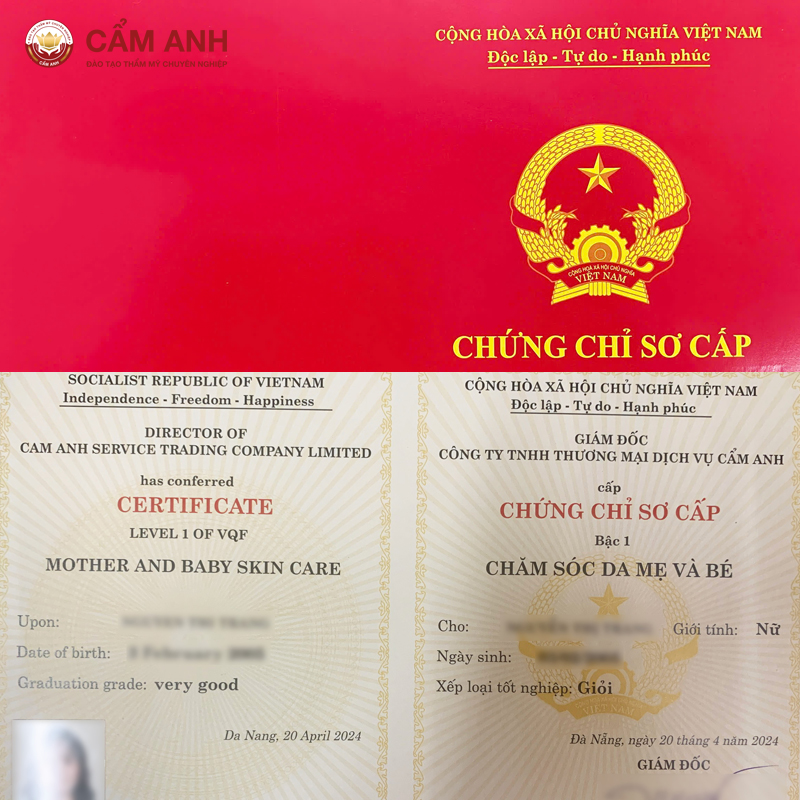 CẨM ANH
ĐÀO TẠO THẨM MỸ CHUYÊN NGHIỆP
CẨM ANH
CỘNG HÒA XÃ HỘI CHỦ NGHĨA VIỆT NAM
Độc lập - Tự do - Hạnh phúc
CỘNG HOÀ XÃ HỘI CHỦ NGHĨA
VIỆT NAM
CHỨNG CHỈ SƠ CẤP
SOCIALIST REPUBLIC OF VIETNAM
Independence - Freedom - Happiness
DIRECTOR OF
CAM ANH SERVICE TRADING COMPANY LIMITED
has conferred
CERTIFICATE
LEVEL 1 OF VQF
MOTHER AND BABY SKIN CARE
Upon:
Date of birth:
Graduation grade: very good
Da Nang, 20 April 2024
CỘNG HÒA XÃ HỘI CHỦ NGHĨA VIỆT NAM
Độc lập - Tự do - Hạnh phúc
GIÁM ĐỐC
CÔNG TY TNHH THƯƠNG MẠI DỊCH VỤ CẨM ANH
cấp
CHỨNG CHỈ SƠ CẤP
Bậc 1
CHĂM SÓC DA MẸ VÀ BÉ
Cho: Giới tính: Nữ
Ngày sinh:
Xếp loại tốt nghiệp: Giỏi
VIỆT NAM
Đà Nẵng, ngày 20 tháng 4 năm 2024
GIÁM ĐỐC